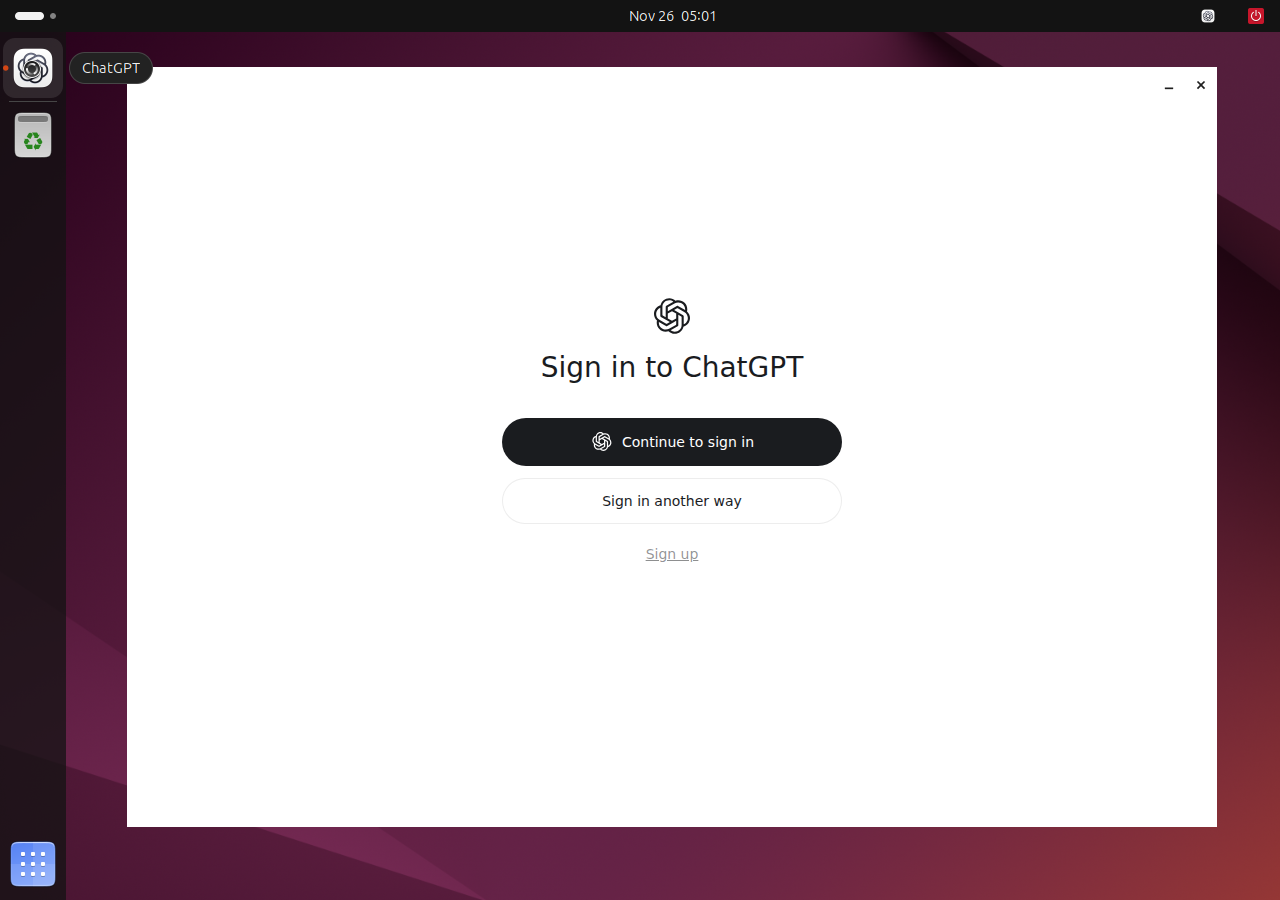 Nov 26 05:01
ChatGPT
Sign in to ChatGPT
Continue to sign in
Sign in another way
Sign up